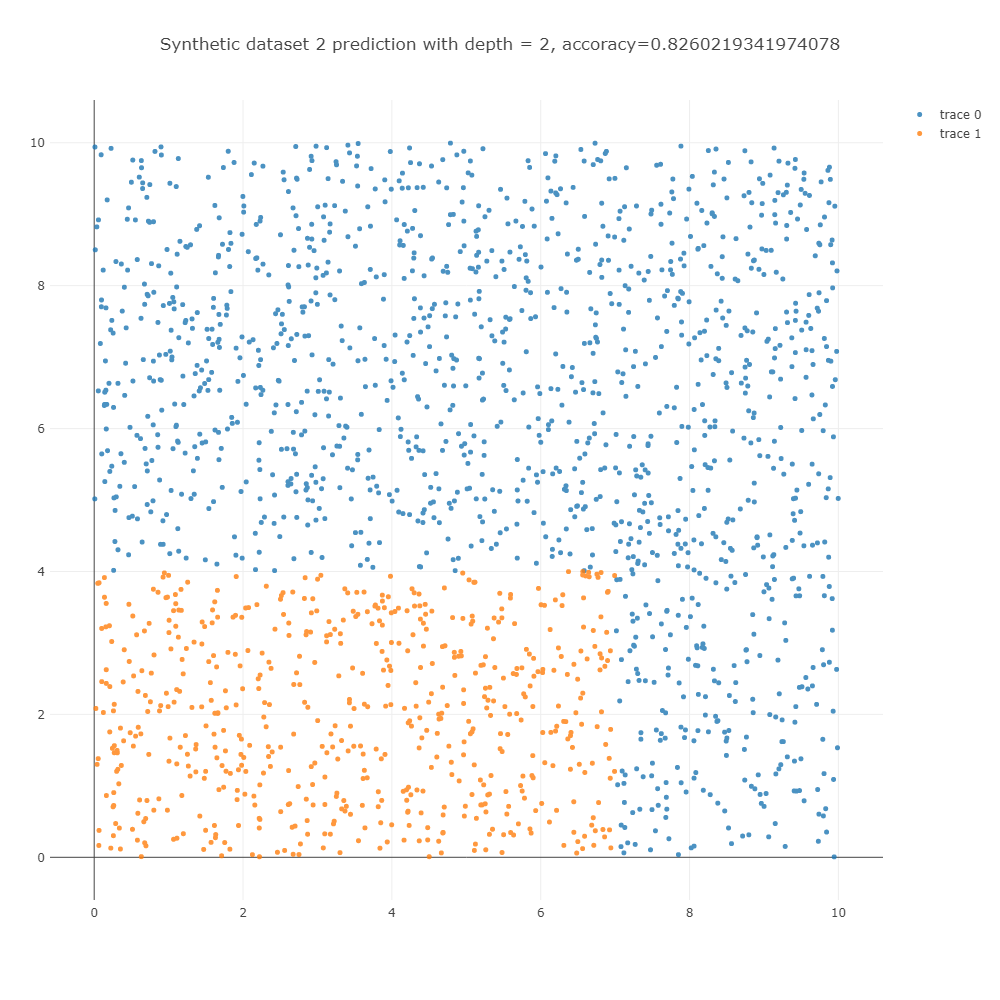 Synthetic dataset 2 prediction with depth = 2, accoracy=0.8260219341974078
trace 0
trace 1
10
8
6
4
2
0
0 2 4 6 8 10